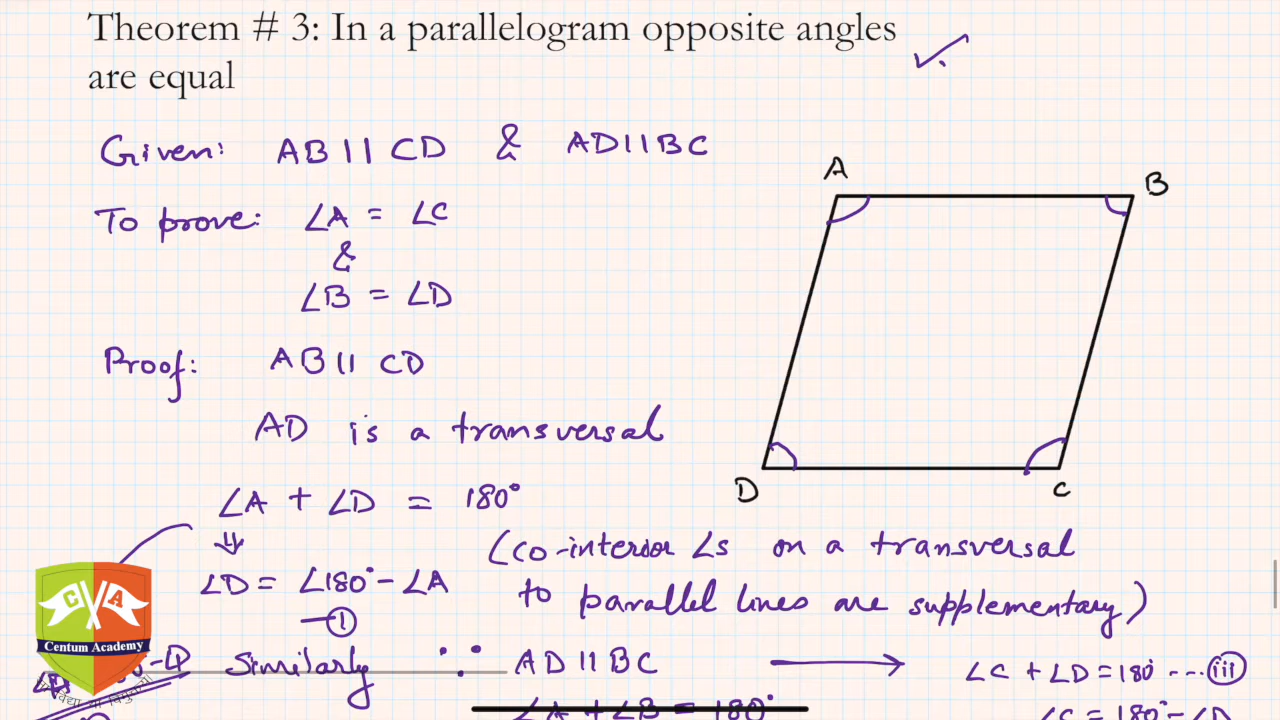 Theorem # 3: In a parallelogram opposite angles
are equal
Given: AB || CD & AD || BC
To prove: ∠A = ∠C
&
∠B = ∠D
Proof: AB || CD
AD is a transversal
∠A + ∠D = 180°
(co-interior ∠s on a transversal
to parallel lines are supplementary)
∠D = ∠180° - ∠A
①
Similarly ∵ AD || BC → ∠C + ∠D = 180 --- (iii)
∠A + ∠B = 180°
∠C = 180° - ∠D
A
B
D
C
C A
Centum Academy